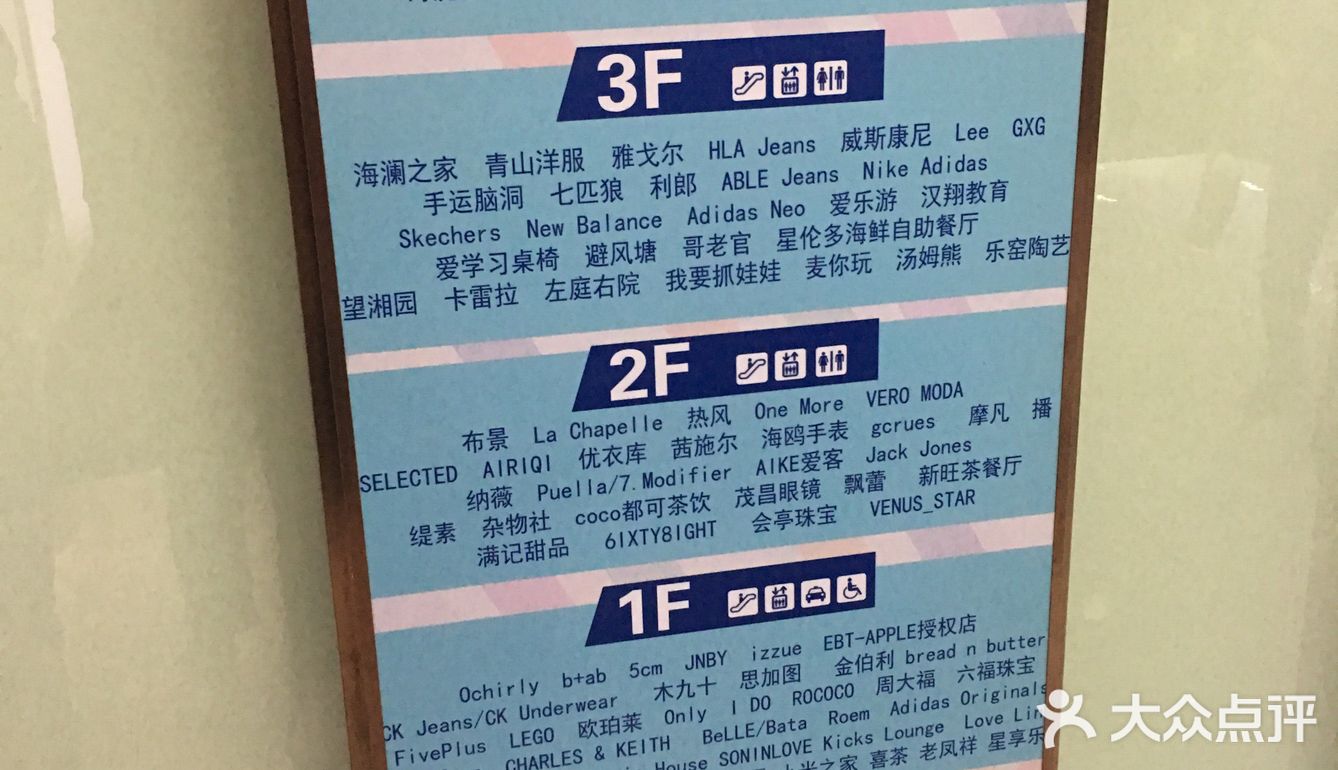 3F
海澜之家 青山洋服 雅戈尔 HLA Jeans 威斯康尼 Lee GXG
手运脑洞 七匹狼 利郎 ABLE Jeans Nike Adidas
Skechers New Balance Adidas Neo 爱乐游 汉翔教育
爱学习桌椅 避风塘 哥老官 星伦多海鲜自助餐厅
望湘园 卡雷拉 左庭右院 我要抓娃娃 麦你玩 汤姆熊 乐窑陶艺
2F
布景 La Chapelle 热风 One More VERO MODA
SELECTED AIRIQI 优衣库 茜施尔 海鸥手表 gcrues 摩凡 播
纳薇 Puella/7.Modifier AIKE爱客 Jack Jones
缇素 杂物社 coco都可茶饮 茂昌眼镜 飘蕾 新旺茶餐厅
满记甜品 6IXTY8IGHT 会亭珠宝 VENUS_STAR
1F
Ochirly b+ab 5cm JNBY izzue EBT-APPLE授权店
CK Jeans/CK Underwear 木九十 思加图 金伯利 bread n butter
FivePlus LEGO 欧珀莱 Only I DO ROCOCO 周大福 六福珠宝
CHARLES & KEITH BeLLE/Bata Roem Adidas Originals
House SONINLOVE Kicks Lounge Love Lin
小米之家 喜茶 老凤祥 星享乐
大众点评